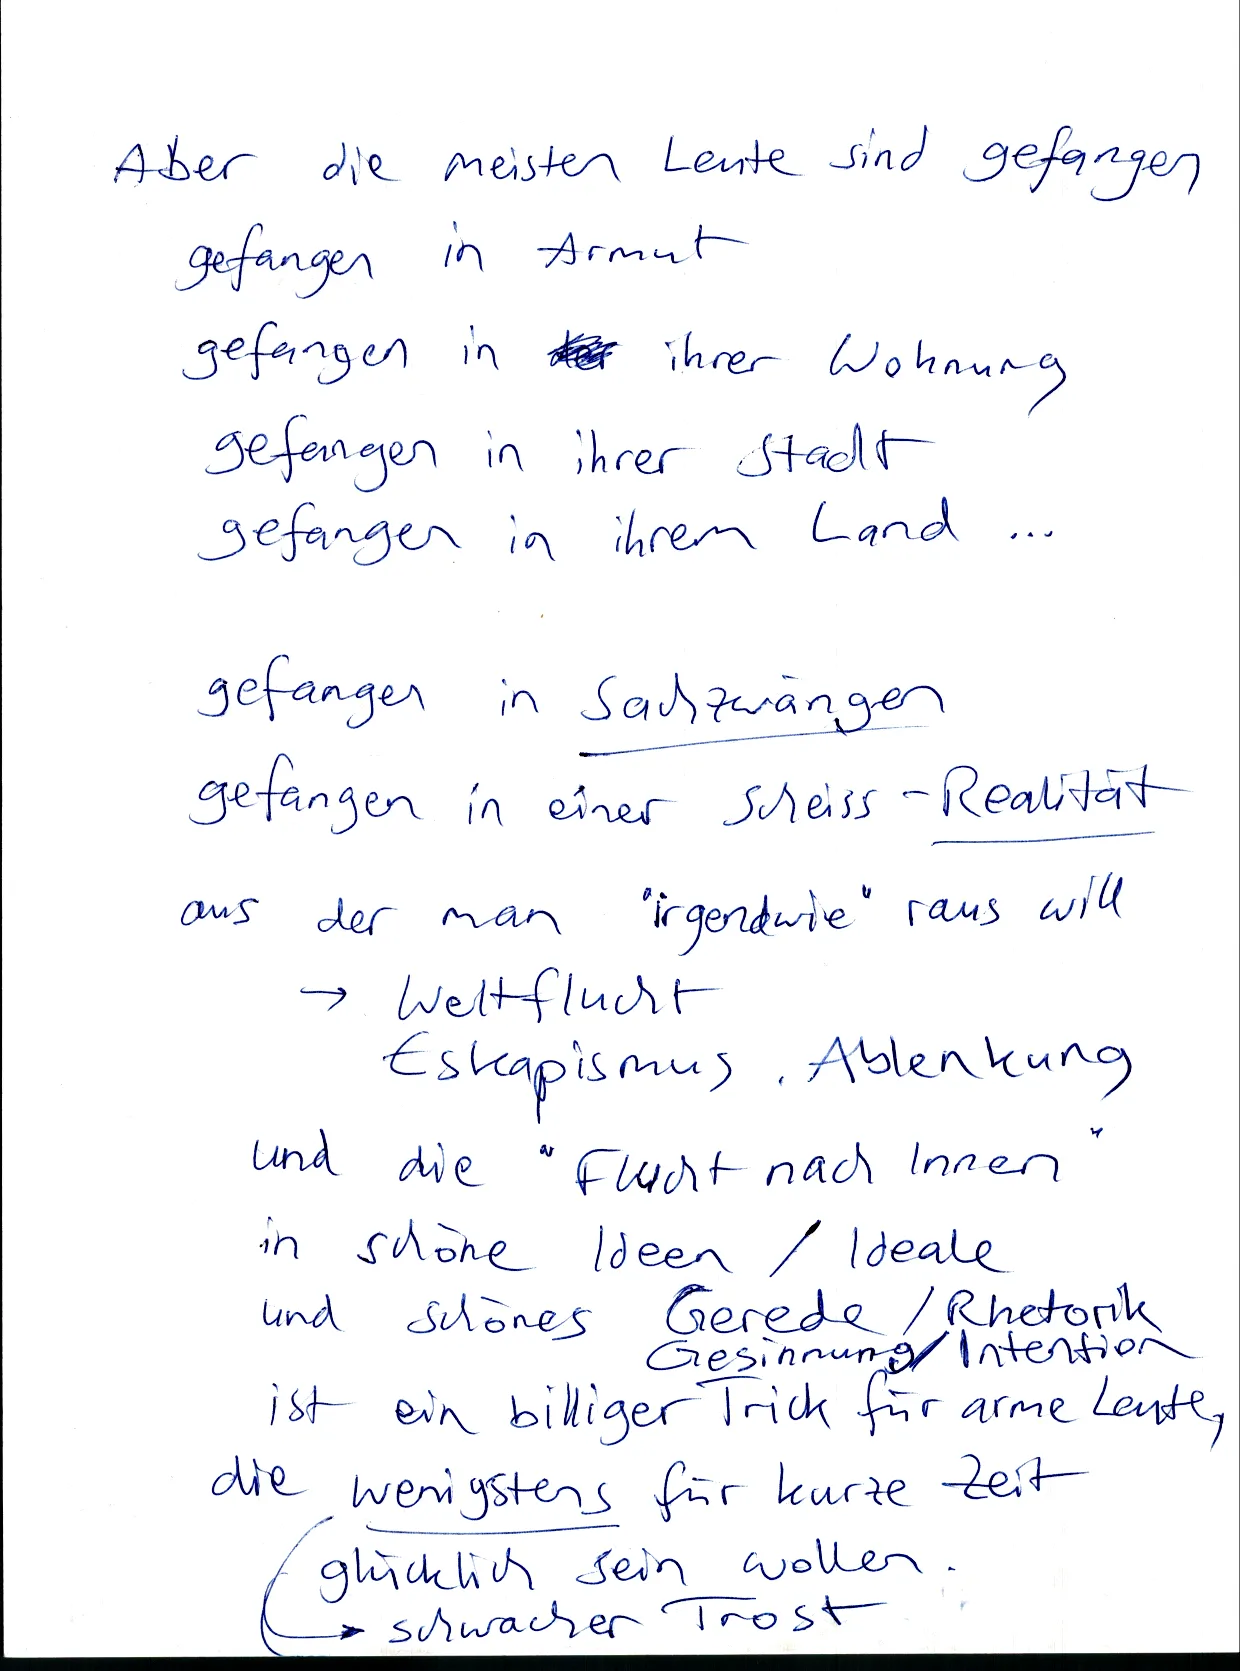 Aber die meisten Leute sind gefangen
gefangen in Armut
gefangen in ihrer Wohnung
gefangen in ihrer Stadt
gefangen in ihrem Land ...
gefangen in Sachzwängen
gefangen in einer scheiss - Realität
aus der man "irgendwie" raus will
→ Weltflucht
Eskapismus, Ablenkung
und die "Flucht nach Innen"
in schöne Ideen / Ideale
und schönes Gerede / Rhetorik
Gesinnung / Intention
ist ein billiger Trick für arme Leute,
die wenigstens für kurze Zeit
glücklich sein wollen.
→ schwacher Trost